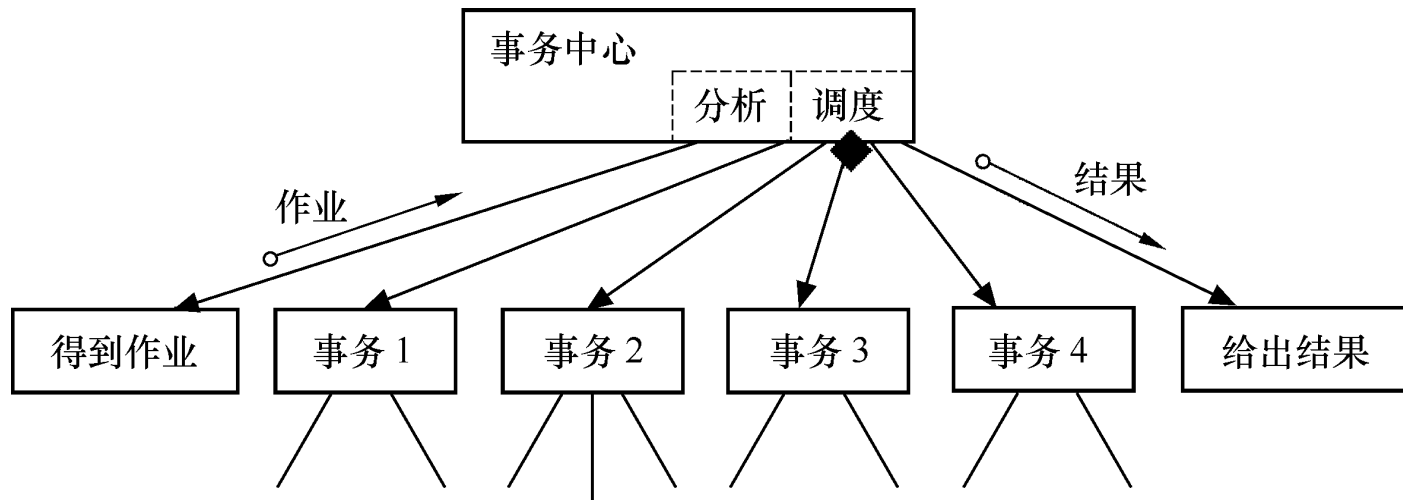 事务中心
分析
调度
作业
结果
得到作业
事务 1
事务 2
事务 3
事务 4
给出结果